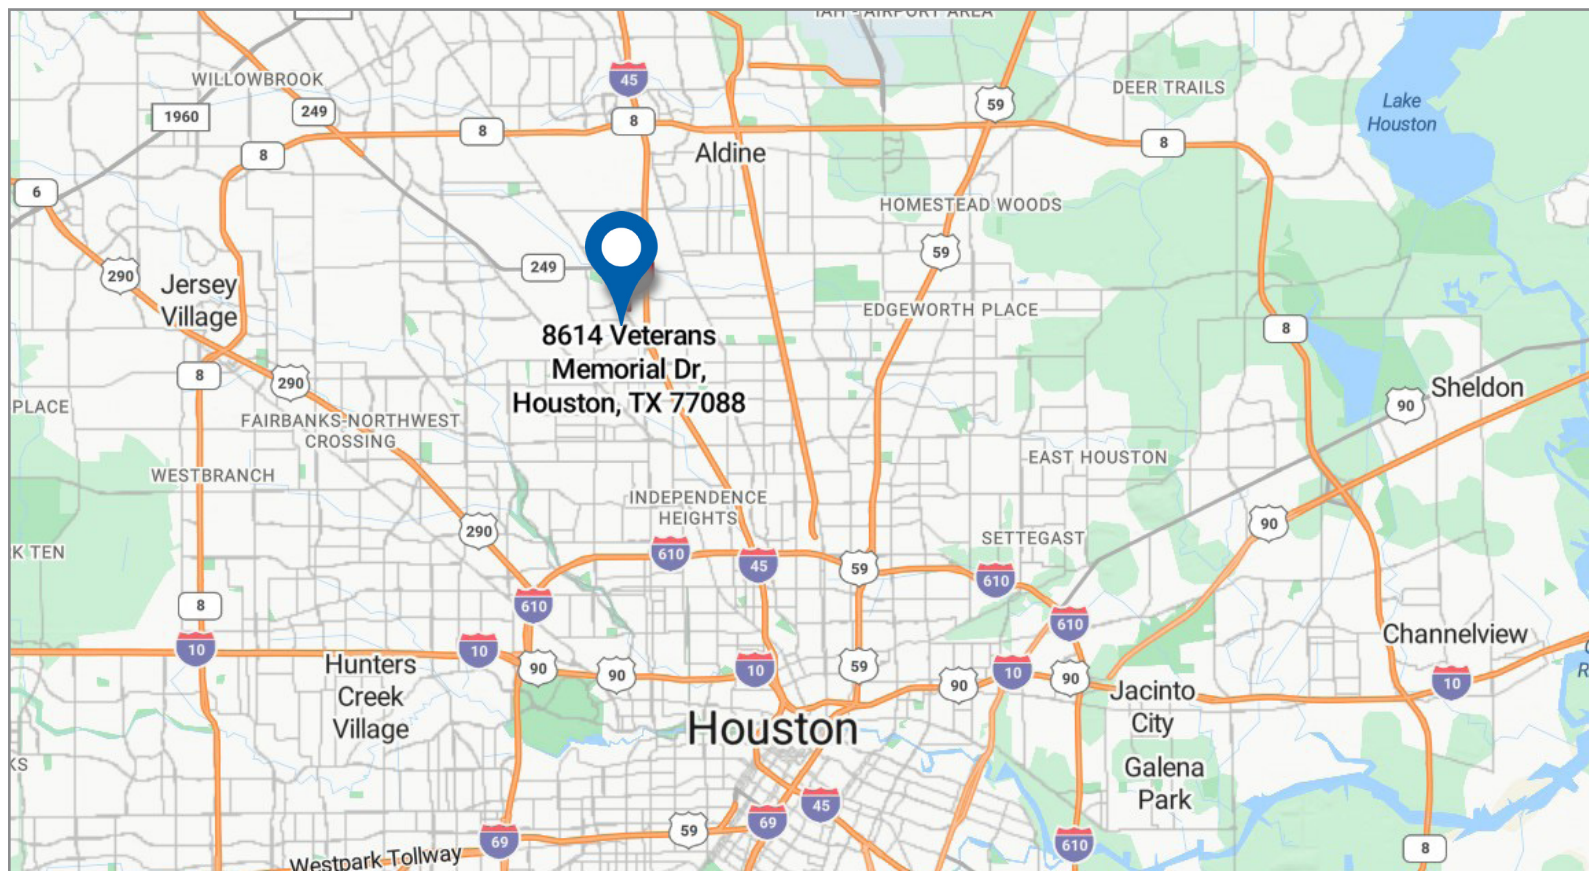 IAH - AIRPORT AREA
WILLOWBROOK
45
DEER TRAILS
249
1960
59
Lake
Houston
8
8
8
8
8
Aldine
6
HOMESTEAD WOODS
59
249
290
Jersey
Village
EDGEWORTH PLACE
8
8614 Veterans
Memorial Dr,
Houston, TX 77088
8
290
Sheldon
90
PLACE
FAIRBANKS-NORTHWEST
CROSSING
EAST HOUSTON
WESTBRANCH
INDEPENDENCE
HEIGHTS
290
90
SETTEGAST
K TEN
610
45
59
610
610
8
610
Channelview
10
10
Hunters
Creek
Village
90
90
10
59
90
10
90
10
Jacinto
City
Houston
KS
Galena
Park
45
69
59
69
610
8
Westpark Tollway